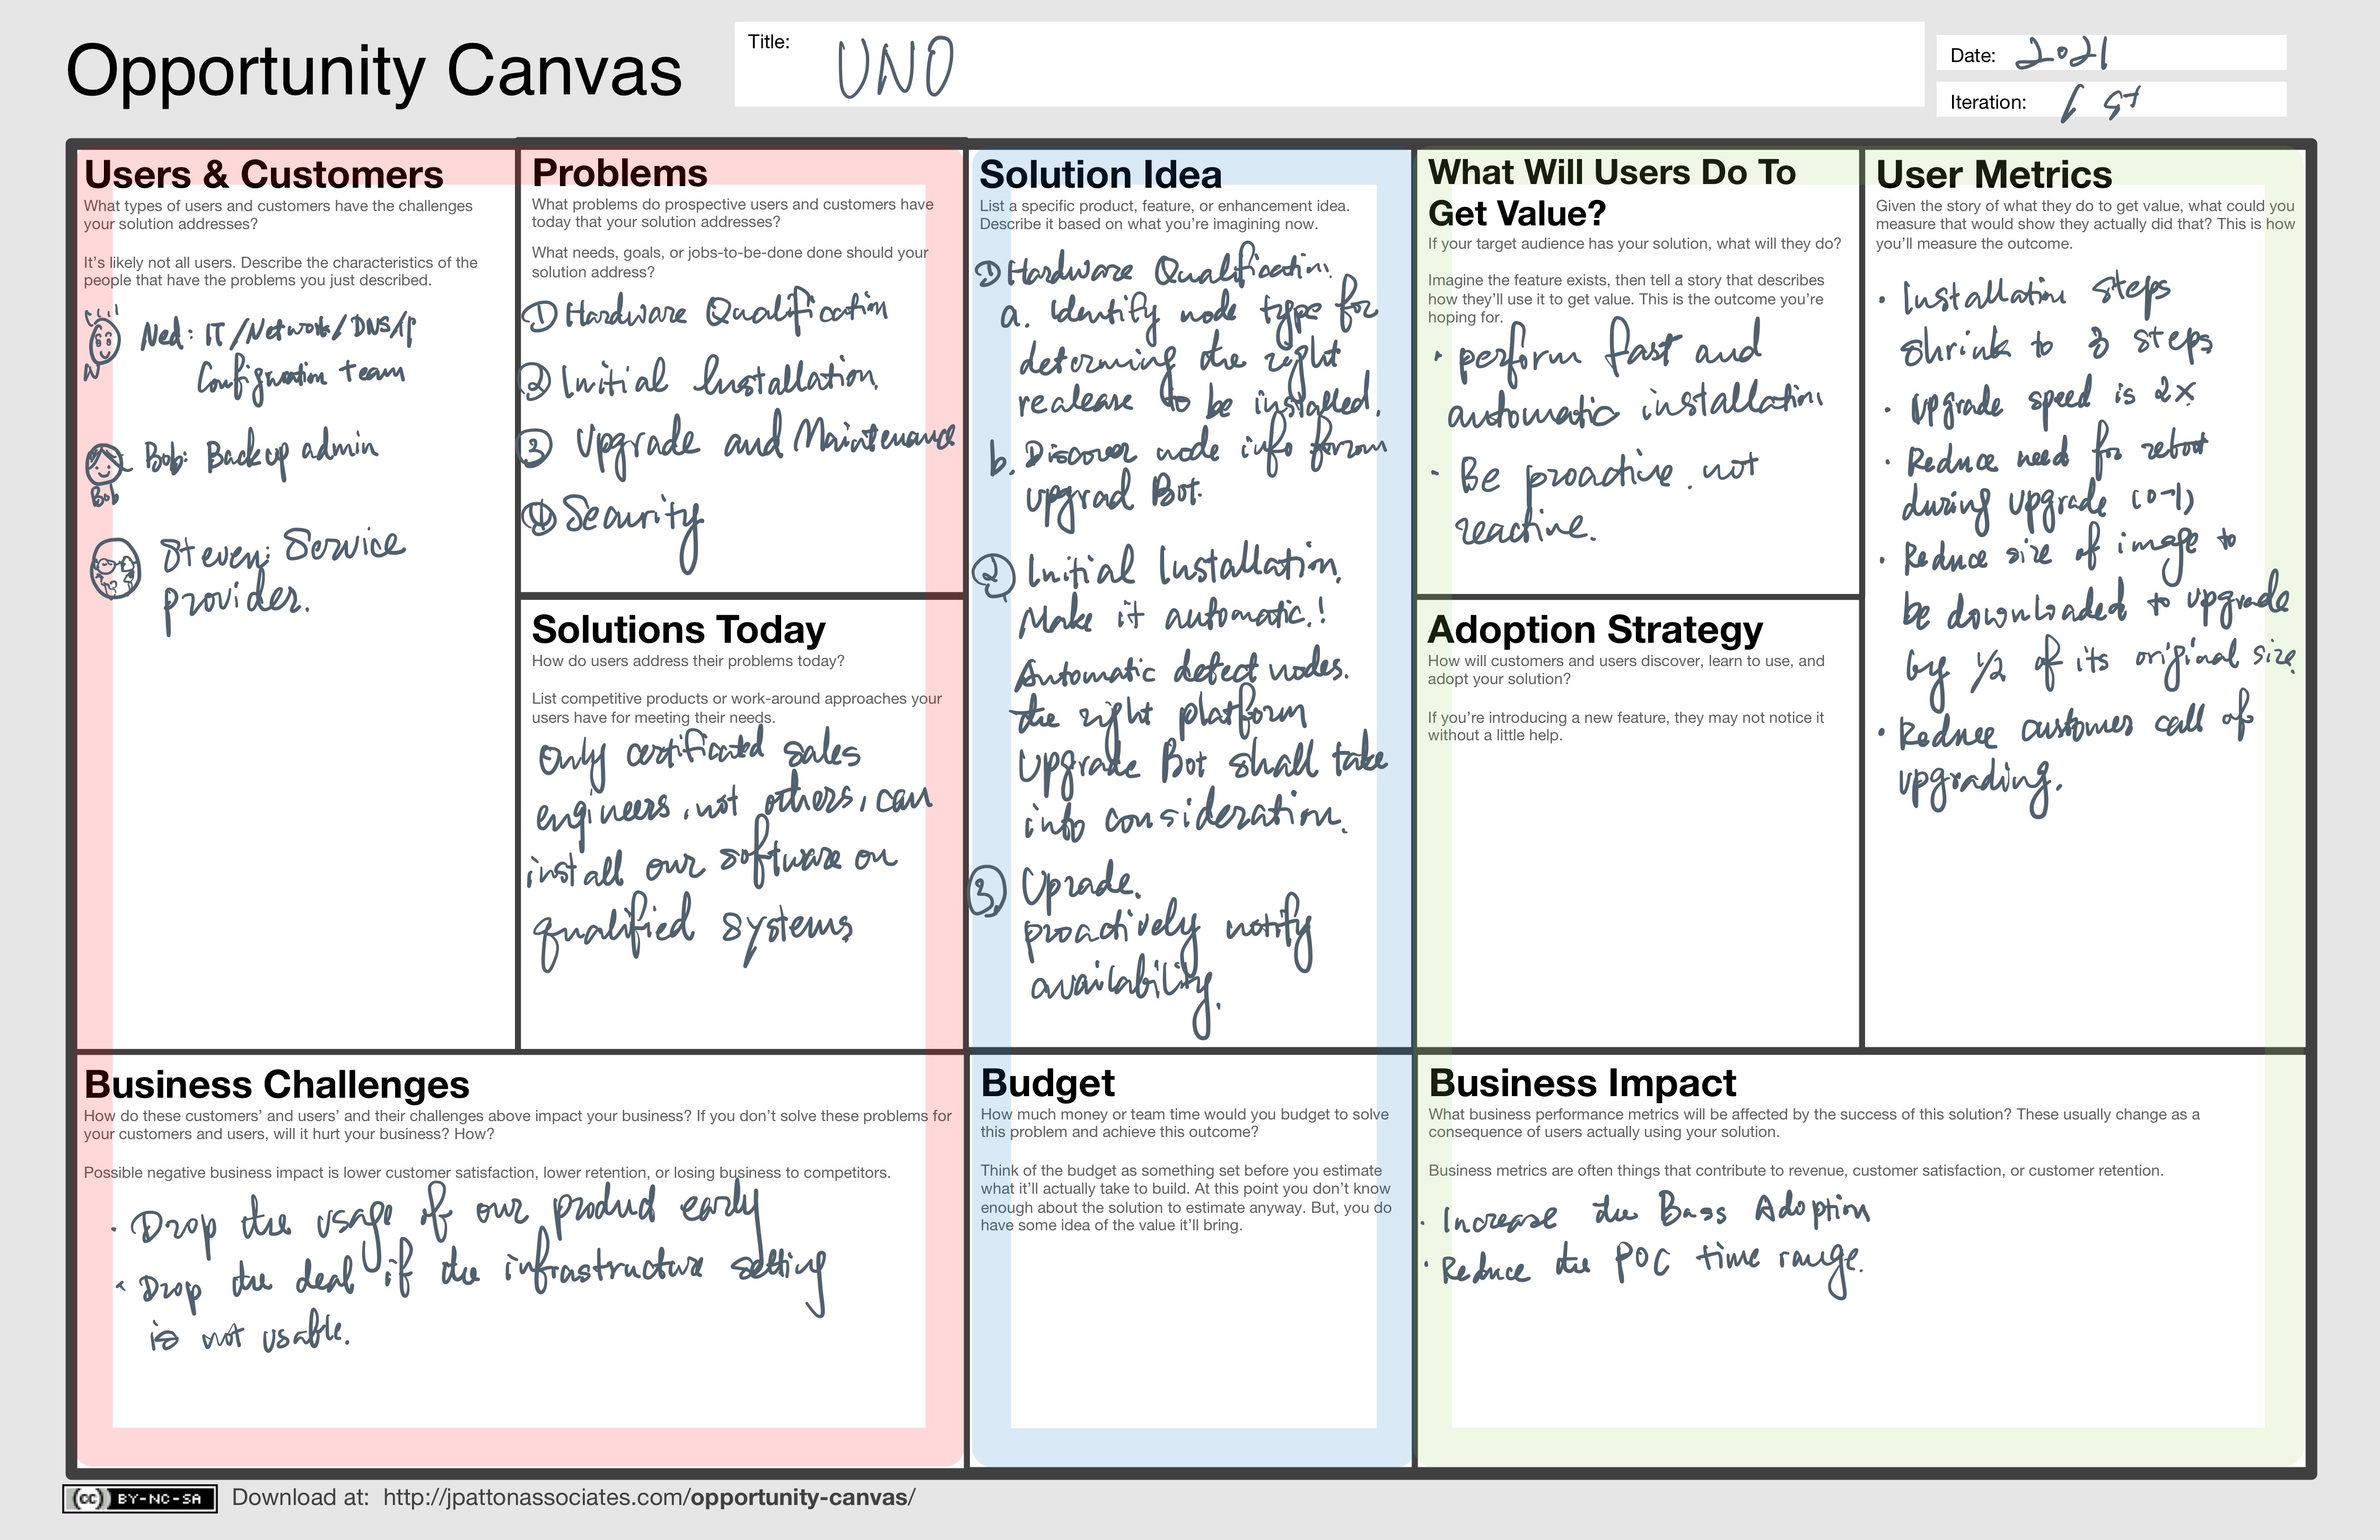 Opportunity Canvas
Title:
UNO
Date: 2021
Iteration: 1 st
Users & Customers
What types of users and customers have the challenges
your solution addresses?
It's likely not all users. Describe the characteristics of the
people that have the problems you just described.
Ned: IT/Network/DNS/IP
Configuration team
Bob: Backup admin
Bob
Steven: Service
provider.
Problems
What problems do prospective users and customers have
today that your solution addresses?
What needs, goals, or jobs-to-be-done done should your
solution address?
① Hardware Qualification
② Initial Installation.
③ Upgrade and Maintenance
④ Security
Solutions Today
How do users address their problems today?
List competitive products or work-around approaches your
users have for meeting their needs.
Only certificated sales
engineers, not others, can
install our software on
qualified systems
Solution Idea
List a specific product, feature, or enhancement idea.
Describe it based on what you're imagining now.
① Hardware Qualification.
a. Identify node type for
determing the right
realease to be installed.
b. Discover node info from
upgrad Bot.
② Initial Installation.
Make it automatic.!
Automatic detect nodes.
the right platform
Upgrade Bot shall take
into consideration.
③ Uprade.
proactively notify
availability.
What Will Users Do To
Get Value?
If your target audience has your solution, what will they do?
Imagine the feature exists, then tell a story that describes
how they'll use it to get value. This is the outcome you're
hoping for.
• perform fast and
automatic installation.
• Be proactive. not
reactive.
Adoption Strategy
How will customers and users discover, learn to use, and
adopt your solution?
If you're introducing a new feature, they may not notice it
without a little help.
User Metrics
Given the story of what they do to get value, what could you
measure that would show they actually did that? This is how
you'll measure the outcome.
• Installation steps
shrink to 3 steps
• Upgrade speed is 2x
• Reduce need for reboot
during upgrade (0-1)
• Reduce size of image to
be downloaded to upgrade
by 1/2 of its original size.
• Reduce customer call of
upgrading.
Business Challenges
How do these customers' and users' and their challenges above impact your business? If you don't solve these problems for
your customers and users, will it hurt your business? How?
Possible negative business impact is lower customer satisfaction, lower retention, or losing business to competitors.
• Drop the usage of our product early
• Drop the deal if the infrastructure setting
is not usable.
Budget
How much money or team time would you budget to solve
this problem and achieve this outcome?
Think of the budget as something set before you estimate
what it'll actually take to build. At this point you don't know
enough about the solution to estimate anyway. But, you do
have some idea of the value it'll bring.
Business Impact
What business performance metrics will be affected by the success of this solution? These usually change as a
consequence of users actually using your solution.
Business metrics are often things that contribute to revenue, customer satisfaction, or customer retention.
• Increase the Bass Adoption
• Reduce the POC time range.
(cc) BY-NC-SA
Download at: http://jpattonassociates.com/opportunity-canvas/